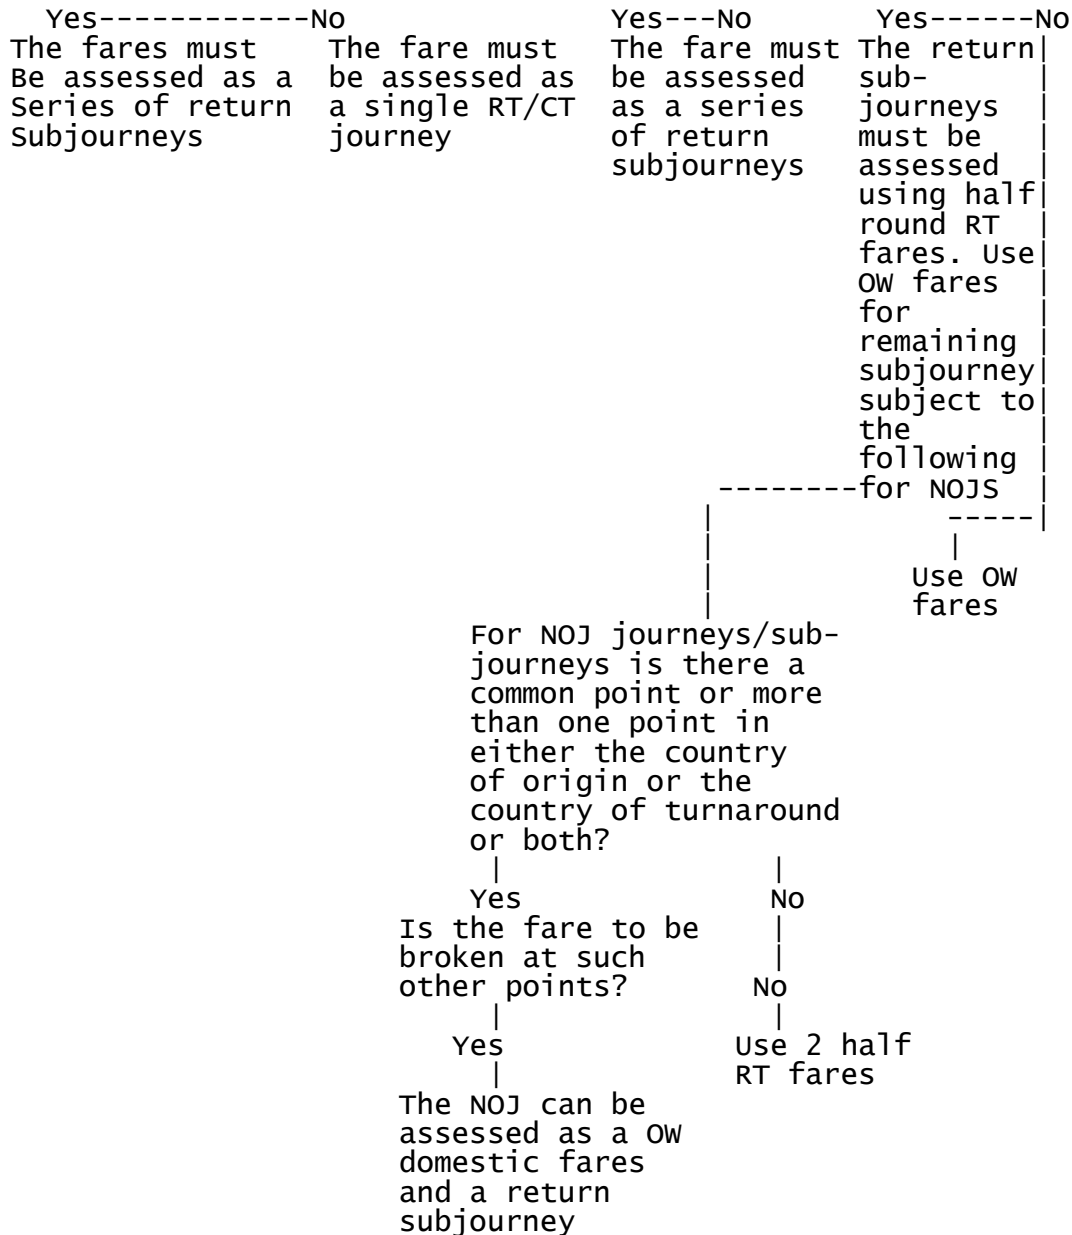 Yes------------No Yes---No Yes------No
The fares must The fare must The fare must The return|
Be assessed as a be assessed as be assessed sub- |
Series of return a single RT/CT as a series journeys |
Subjourneys journey of return must be |
subjourneys assessed |
using half|
round RT |
fares. Use|
OW fares |
for |
remaining |
subjourney|
subject to|
the |
following |
--------for NOJS |
| -----|
| |
| Use OW
| fares
For NOJ journeys/sub-
journeys is there a
common point or more
than one point in
either the country
of origin or the
country of turnaround
or both?
| |
Yes No
Is the fare to be |
broken at such |
other points? No
| |
Yes Use 2 half
| RT fares
The NOJ can be
assessed as a OW
domestic fares
and a return
subjourney